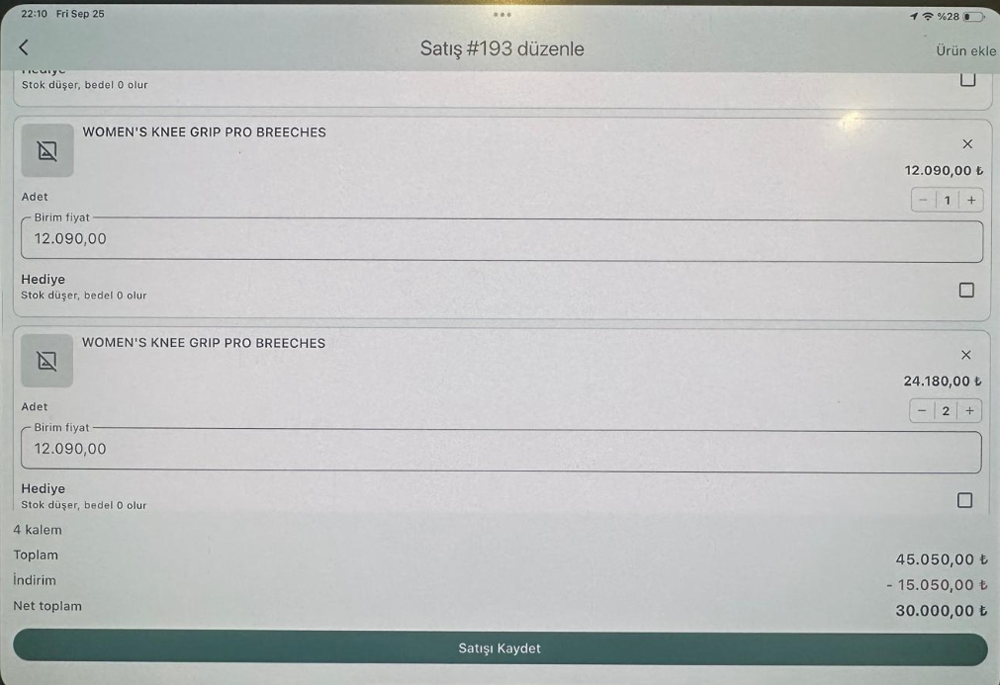 22:10 Fri Sep 25
%28
Satış #193 düzenle
Ürün ekle
Hediye
Stok düşer, bedel 0 olur
WOMEN'S KNEE GRIP PRO BREECHES
12.090,00 ₺
Adet
− 1 +
Birim fiyat
12.090,00
Hediye
Stok düşer, bedel 0 olur
WOMEN'S KNEE GRIP PRO BREECHES
24.180,00 ₺
Adet
− 2 +
Birim fiyat
12.090,00
Hediye
Stok düşer, bedel 0 olur
4 kalem
Toplam 45.050,00 ₺
İndirim - 15.050,00 ₺
Net toplam 30.000,00 ₺
Satışı Kaydet